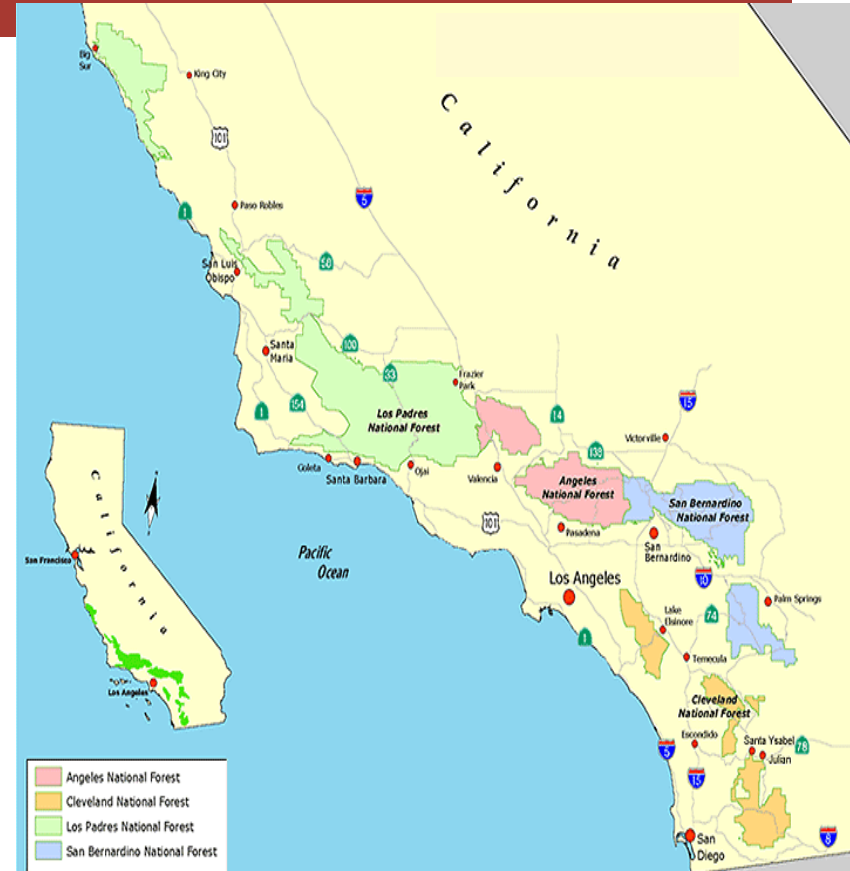 Big
Sur
King City
101
California
5
1
Paso Robles
San Luis
Obispo
58
Santa
Maria
166
33
Frazier
Park
1
154
Los Padres
National Forest
14
15
Victorville
138
Goleta
Santa Barbara
Ojai
Valencia
Angeles
National Forest
San Bernardino
National Forest
101
Pasadena
San
Bernardino
California
San Francisco
Los Angeles
Pacific
Ocean
Los Angeles
10
Palm Springs
74
Lake
Elsinore
1
Temecula
Cleveland
National Forest
Escondido
Santa Ysabel
78
Julian
5
15
San
Diego
8
Angeles National Forest
Cleveland National Forest
Los Padres National Forest
San Bernardino National Forest